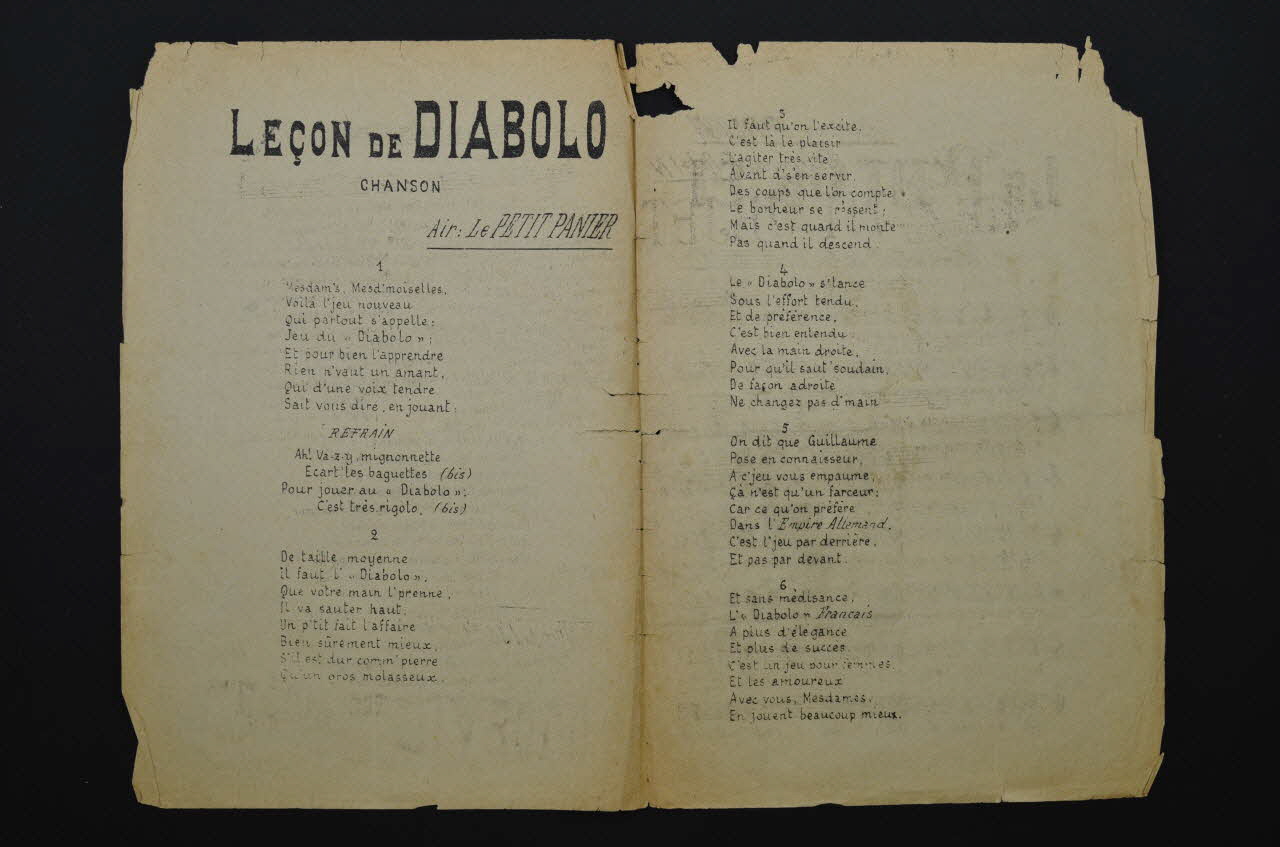 LEÇON DE DIABOLO
CHANSON
Air: Le PETIT PANIER
1
Mesdam's, Mesd'moiselles,
Voilà l'jeu nouveau
Qui partout s'appelle:
Jeu du « Diabolo »;
Et pour bien l'apprendre
Rien n'vaut un amant,
Qui d'une voix tendre
Sait vous dire, en jouant:
REFRAIN
Ah! Va-z-y, mignonnette
Ecart' les baguettes (bis)
Pour jouer au « Diabolo »;
C'est très rigolo, (bis)
2
De taille moyenne
Il faut l' « Diabolo »,
Que votre main l'prenne,
Il va sauter haut,
Un p'tit fait l'affaire
Bien sûrement mieux,
S'il est dur comm' pierre
Qu'un gros molasseux.
3
Il faut qu'on l'excite,
C'est là le plaisir
L'agiter très vite
Avant d's'en servir,
Des coups que l'on compte
Le bonheur se r'ssent;
Mais c'est quand il monte
Pas quand il descend.
4
Le « Diabolo » s'lance
Sous l'effort tendu,
Et de préférence,
C'est bien entendu
Avec la main droite,
Pour qu'il saut' soudain,
De façon adroite
Ne changez pas d'main
5
On dit que Guillaume
Pose en connaisseur,
A c'jeu vous empaume,
Çà n'est qu'un farceur;
Car ce qu'on préfère
Dans l'Empire Allemand,
C'est l'jeu par derrière,
Et pas par devant.
6
Et sans médisance,
L'« Diabolo » Français
A plus d'élégance
Et plus de succès.
C'est un jeu pour femmes,
Et les amoureux
Avec vous, Mesdames,
En jouent beaucoup mieux.